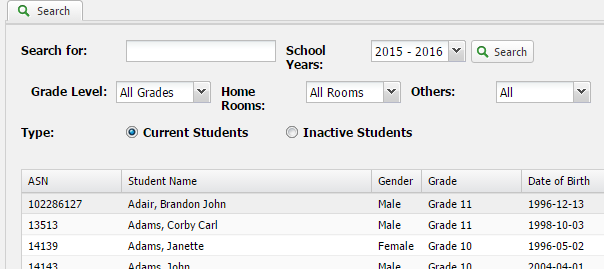 Search
Search for:
School Years:
2015 - 2016
Search
Grade Level:
All Grades
Home Rooms:
All Rooms
Others:
All
Type:
Current Students
Inactive Students
ASN Student Name Gender Grade Date of Birth
102286127 Adair, Brandon John Male Grade 11 1996-12-13
13513 Adams, Corby Carl Male Grade 11 1998-10-03
14139 Adams, Janette Female Grade 10 1996-05-02
14143 Adams, John Male Grade 10 2004-04-01